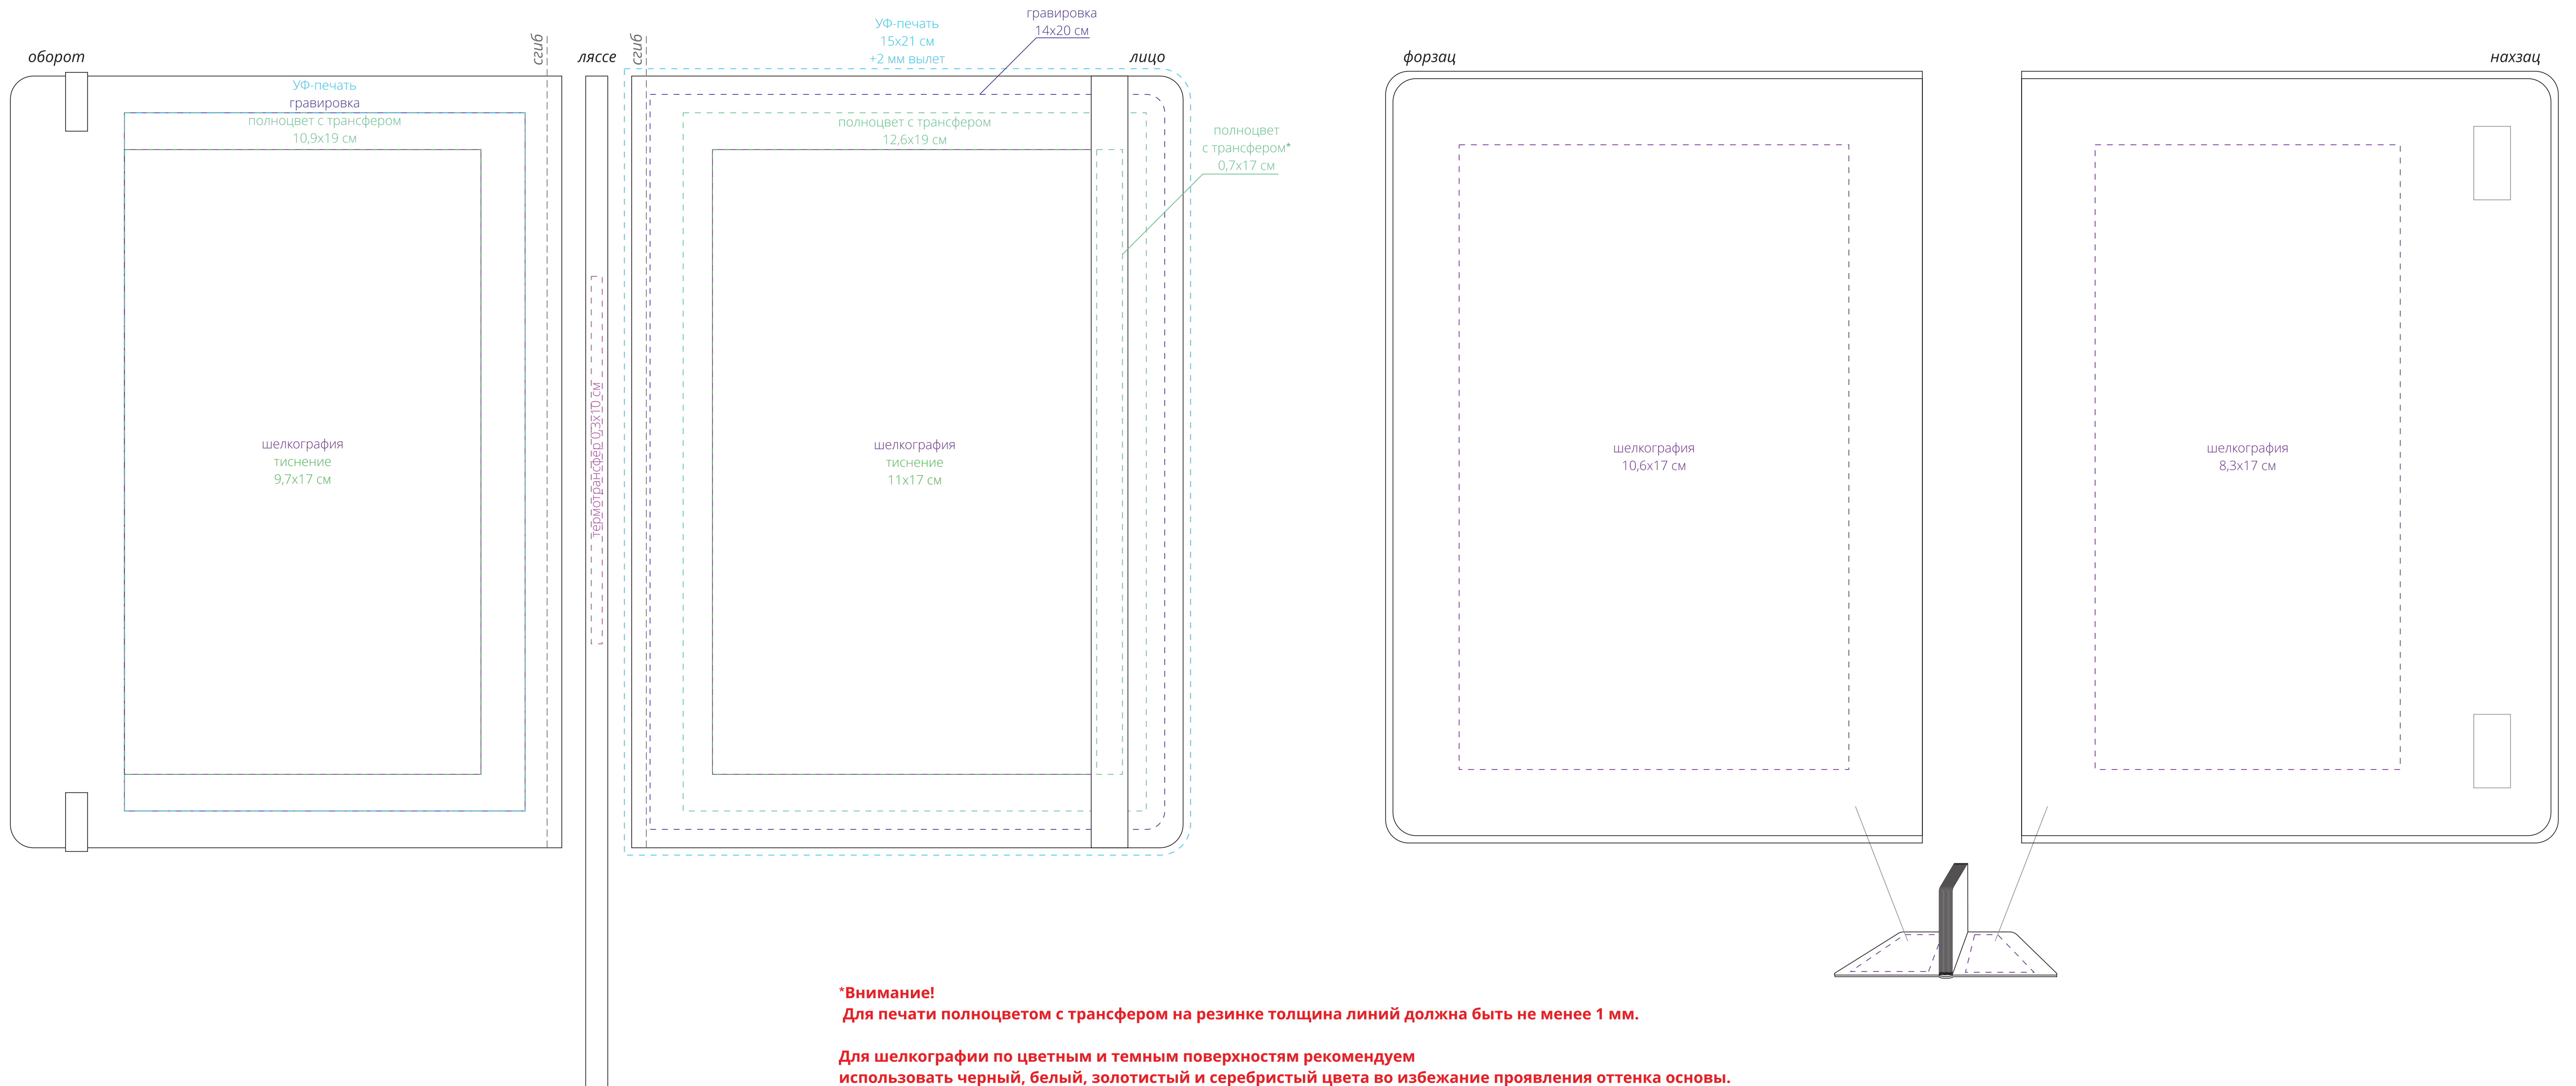 оборот
УФ-печать
гравировка
полноцвет с трансфером
10,9х19 см
шелкография
тиснение
9,7х17 см
сгиб
ляссе
термотрансфер 0,3х10 см
сгиб
УФ-печать
15х21 см
+2 мм вылет
гравировка
14х20 см
лицо
полноцвет с трансфером
12,6х19 см
полноцвет
с трансфером*
0,7х17 см
шелкография
тиснение
11х17 см
форзац
шелкография
10,6х17 см
нахзац
шелкография
8,3х17 см
*Внимание!
Для печати полноцветом с трансфером на резинке толщина линий должна быть не менее 1 мм.
Для шелкографии по цветным и темным поверхностям рекомендуем
использовать черный, белый, золотистый и серебристый цвета во избежание проявления оттенка основы.